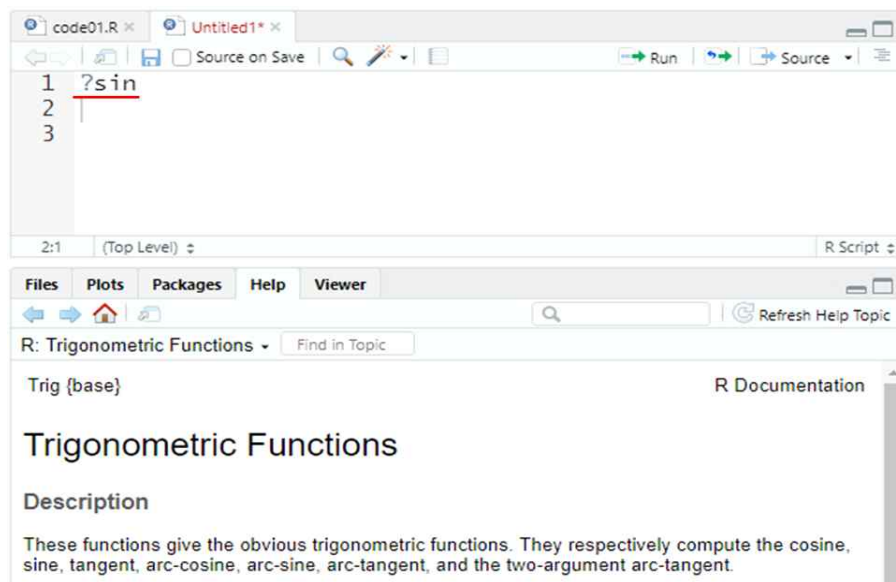 code01.R
Untitled1*
Source on Save
Run
Source
1 ?sin
2
3
2:1 (Top Level)
R Script
Files Plots Packages Help Viewer
Refresh Help Topic
R: Trigonometric Functions
Find in Topic
Trig {base}
R Documentation
Trigonometric Functions
Description
These functions give the obvious trigonometric functions. They respectively compute the cosine,
sine, tangent, arc-cosine, arc-sine, arc-tangent, and the two-argument arc-tangent.